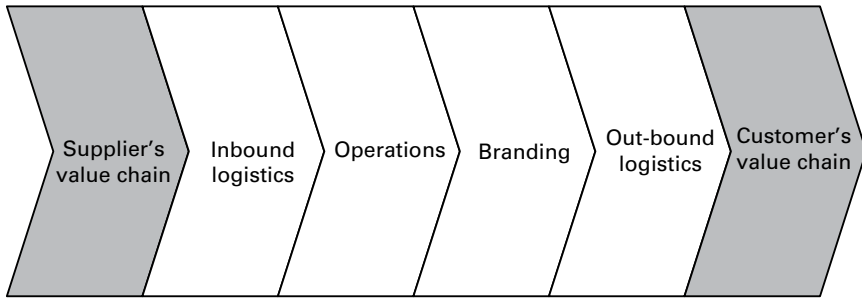 Supplier's
value chain
Inbound
logistics
Operations
Branding
Out-bound
logistics
Customer's
value chain